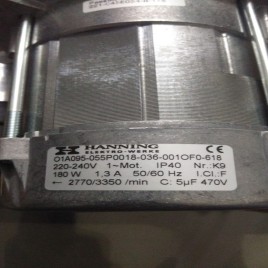 HANNING
ELEKTRO-WERKE
O1A095-055P0018-036-001OF0-618
220-240V 1~Mot. IP40 Nr.:K9
180 W 1,3 A 50/60 Hz I.Cl.:F
← 2770/3350 /min C: 5µF 470V